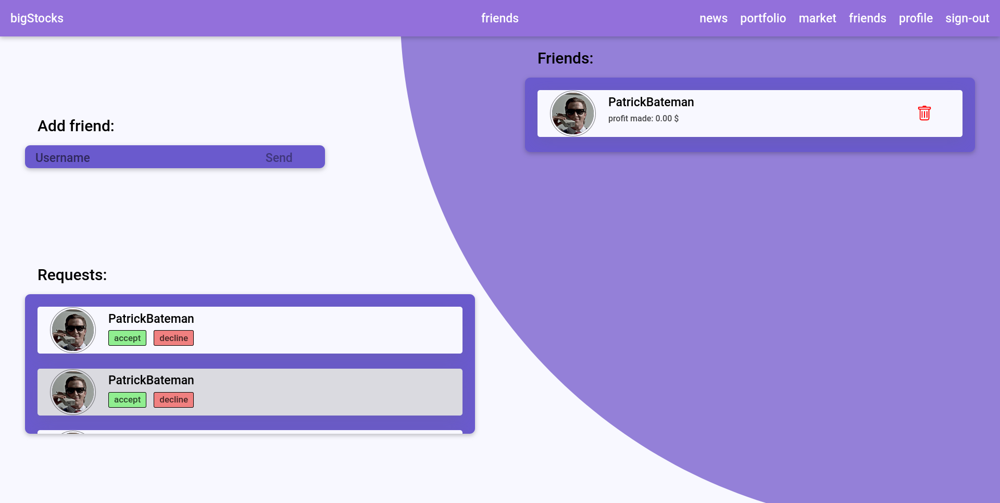 bigStocks
friends
news portfolio market friends profile sign-out
Add friend:
Username Send
Requests:
PatrickBateman
accept decline
PatrickBateman
accept decline
Friends:
PatrickBateman
profit made: 0.00 $